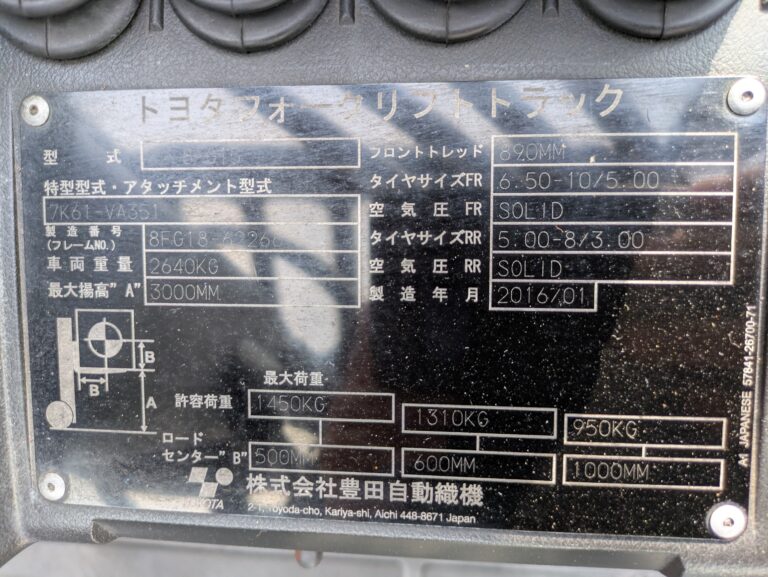 トヨタフォークリフトトラック
型 式 フロントトレッド 890MM
特型型式・アタッチメント型式 タイヤサイズFR 6.50-10/5.00
7K61-VA351 空気圧 FR SOLID
製造番号 (フレームNO.) タイヤサイズRR 5.00-8/3.00
車両重量 2640KG 空気圧 RR SOLID
最大揚高"A" 3000MM 製造年月 2016/01
B
B
A
最大荷重
許容荷重 1450KG 1310KG 950KG
ロード
センター"B" 500MM 600MM 1000MM
株式会社豊田自動織機
2-1, Toyoda-cho, Kariya-shi, Aichi 448-8671 Japan
A4 JAPANESE 57841-26700-71